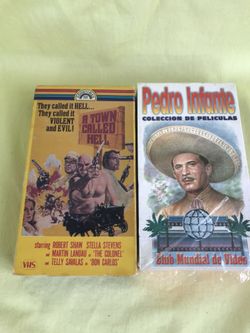 They called it HELL...
They called it
VIOLENT
and EVIL!
A TOWN
CALLED
HELL
starring ROBERT SHAW STELLA STEVENS
and MARTIN LANDAU as 'THE COLONEL'
and TELLY SAVALAS as 'DON CARLOS'
VHS
Pedro Infante
COLECCION DE PELICULAS
Club Mundial de Video